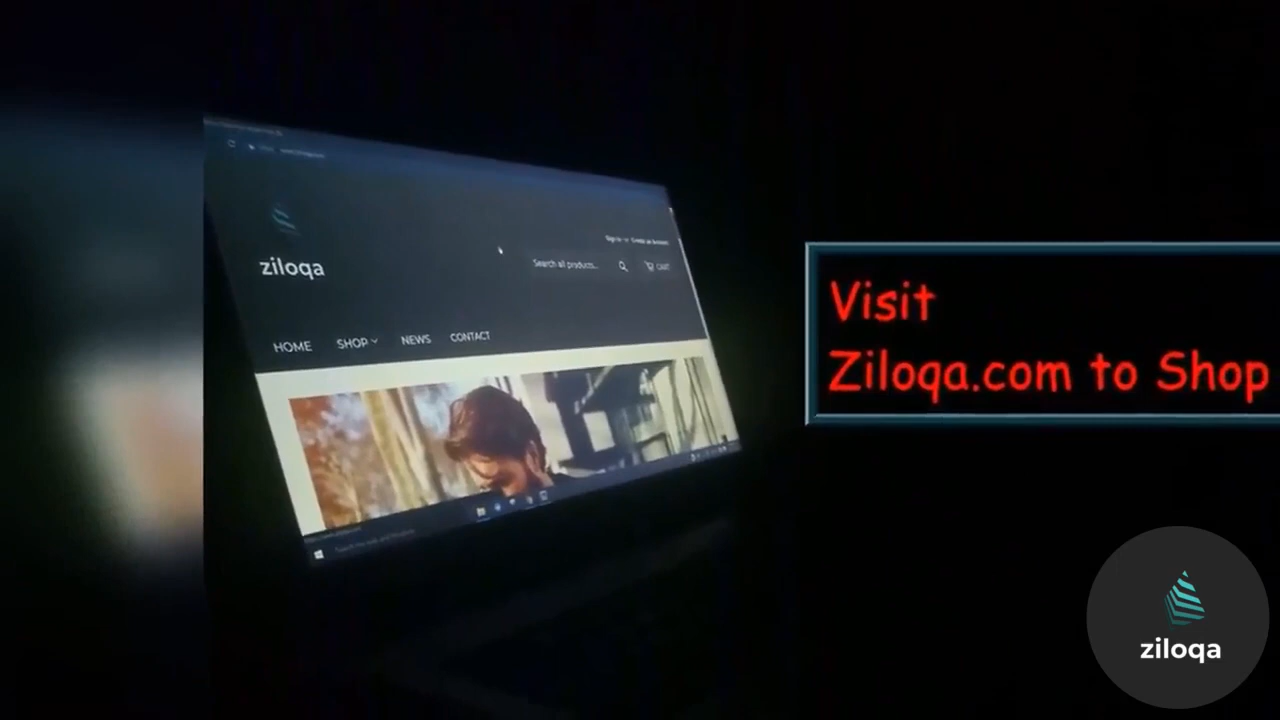 ziloqa
Search all products...
CART
HOME
SHOP
NEWS
CONTACT
Visit
Ziloqa.com to Shop
ziloqa